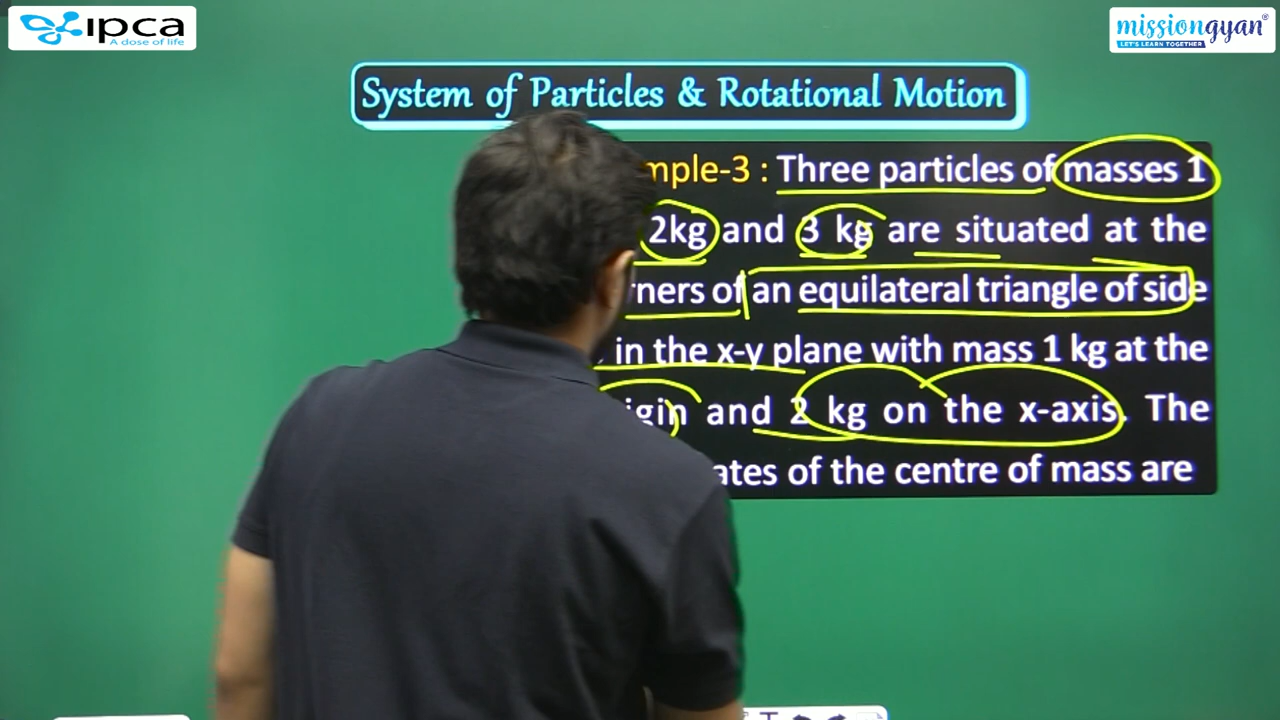 ipca
A dose of life
missiongyan®
LET'S LEARN TOGETHER
System of Particles & Rotational Motion
mple-3 : Three particles of masses 1
2kg and 3 kg are situated at the
rners of an equilateral triangle of side
in the x-y plane with mass 1 kg at the
igin and 2 kg on the x-axis. The
ates of the centre of mass are